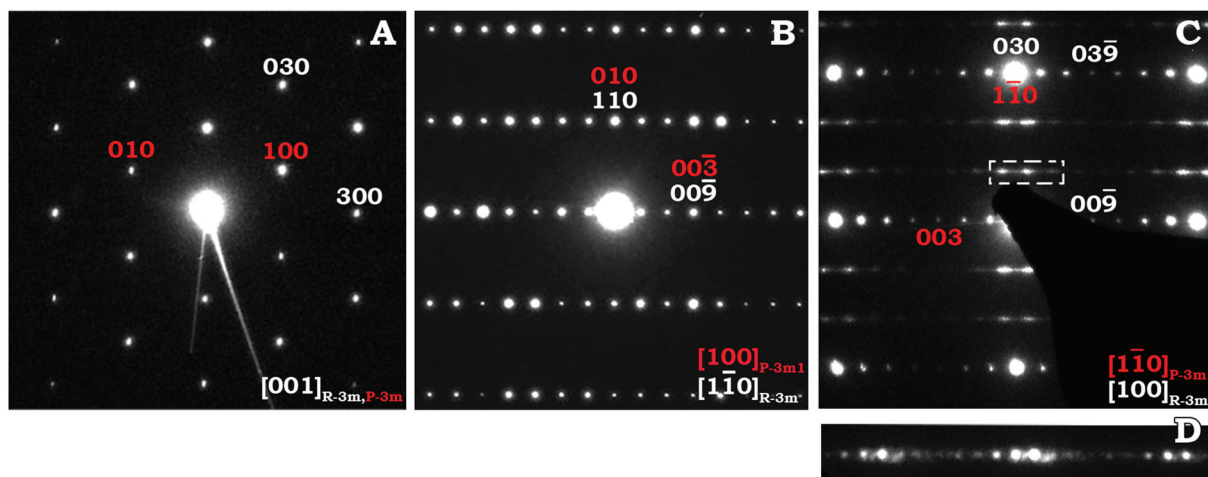 A
030
010
100
300
[001]R-3m,P-3m
B
010
110
003̅
009̅
[100]P-3m1
[11̅0]R-3m
C
030
039̅
11̅0
009̅
003
[11̅0]P-3m
[100]R-3m
D